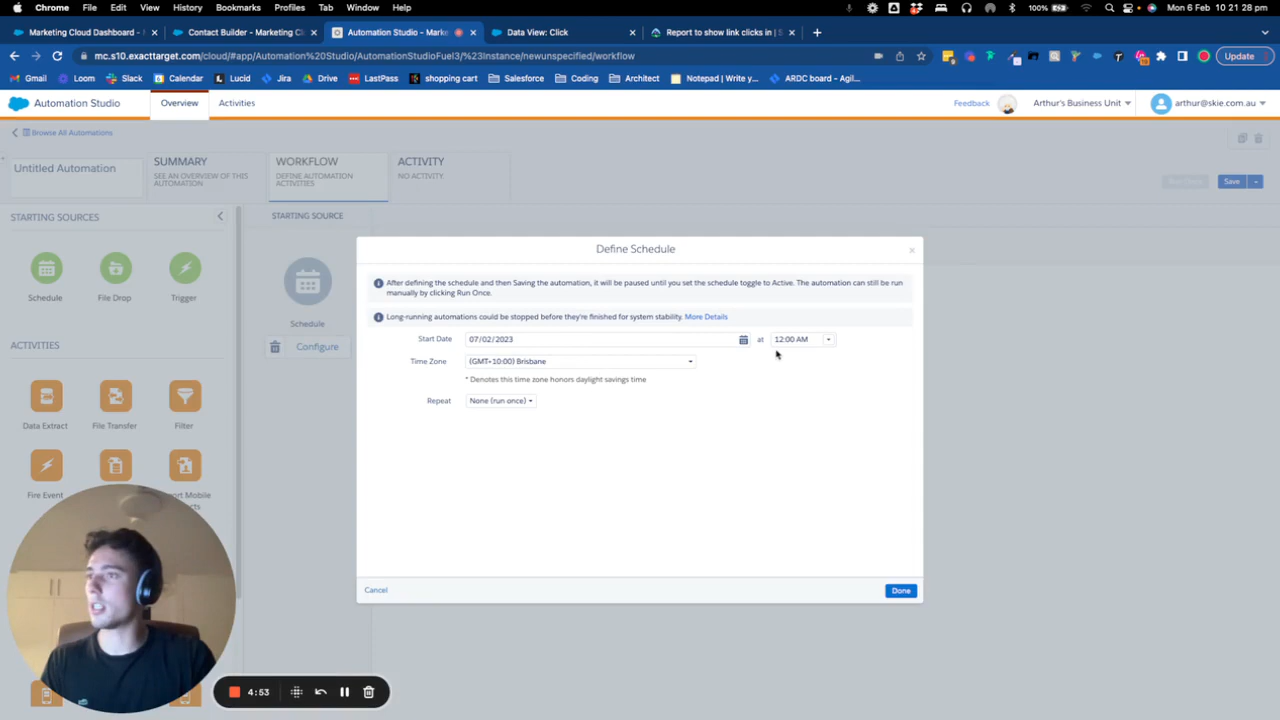 Chrome File Edit View History Bookmarks Profiles Tab Window Help 100% Mon 6 Feb 10 21 28 pm
Marketing Cloud Dashboard - Contact Builder - Marketing Cl Automation Studio - Marke Data View: Click Report to show link clicks in | S
mc.s10.exacttarget.com/cloud/#app/Automation%20Studio/AutomationStudioFuel3/%23Instance/newunspecified/workflow Update
Gmail Loom Slack Calendar Lucid Jira Drive LastPass shopping cart Salesforce Coding Architect Notepad | Write y... ARDC board - Agil...
Automation Studio Overview Activities Feedback Arthur's Business Unit arthur@skie.com.au
Browse All Automations
Untitled Automation
SUMMARY
SEE AN OVERVIEW OF THIS
AUTOMATION
WORKFLOW
DEFINE AUTOMATION
ACTIVITIES
ACTIVITY
NO ACTIVITY.
Save
STARTING SOURCES
STARTING SOURCE
Schedule File Drop Trigger
Schedule
Configure
ACTIVITIES
Data Extract File Transfer Filter
Fire Event
Define Schedule
After defining the schedule and then Saving the automation, it will be paused until you set the schedule toggle to Active. The automation can still be run
manually by clicking Run Once.
Long-running automations could be stopped before they're finished for system stability. More Details
Start Date 07/02/2023 at 12:00 AM
Time Zone (GMT+10:00) Brisbane
* Denotes this time zone honors daylight savings time
Repeat None (run once)
Cancel Done
4:53